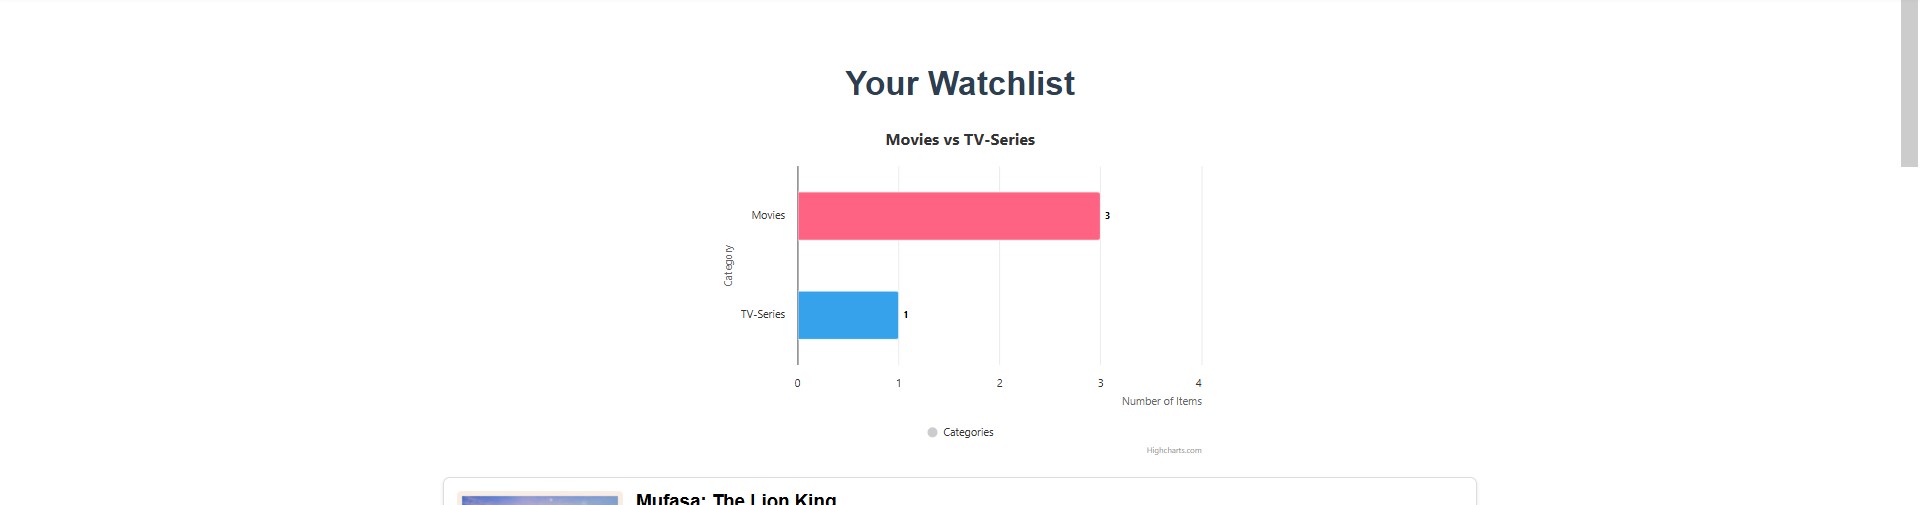 Your Watchlist
Movies vs TV-Series
Movies
3
Category
TV-Series
1
0 1 2 3 4
Number of Items
Categories
Highcharts.com
Mufasa: The Lion King